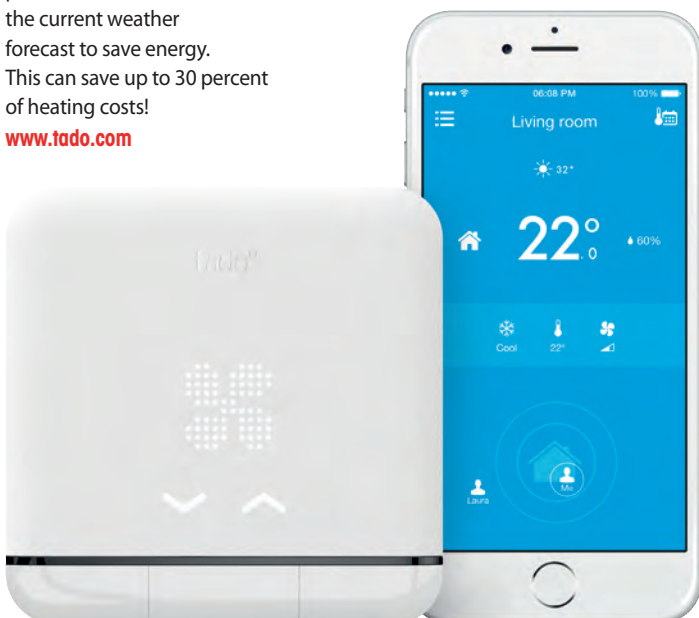 the current weather
forecast to save energy.
This can save up to 30 percent
of heating costs!
www.tado.com
06:08 PM
100%
Living room
32°
22.0°
60%
Cool
22°
Me
Laura
tado°